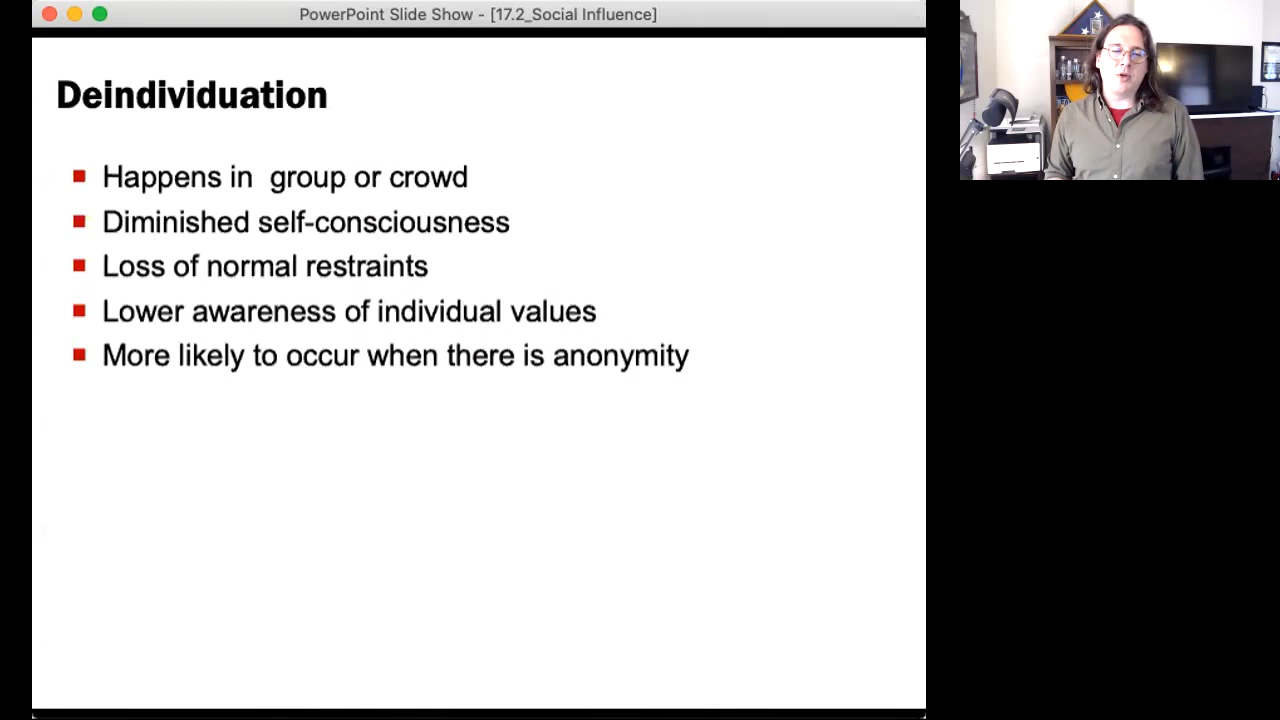 PowerPoint Slide Show - [17.2_Social Influence]
Deindividuation
Happens in  group or crowd
Diminished self-consciousness
Loss of normal restraints
Lower awareness of individual values
More likely to occur when there is anonymity